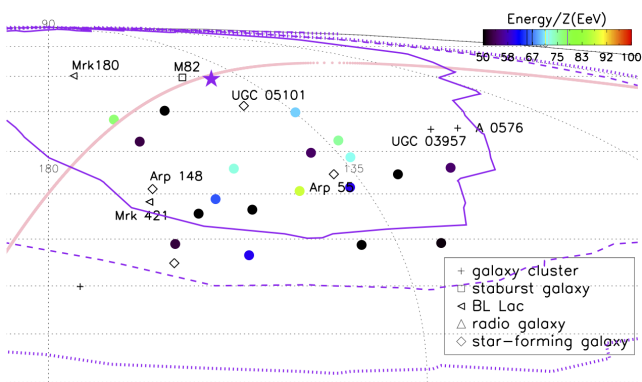 90
Energy/Z(EeV)
50 58 67 75 83 92 100
Mrk180
M82
UGC 05101
UGC 03957
A 0576
180
135
Arp 148
Arp 55
Mrk 421
+ galaxy cluster
staburst galaxy
BL Lac
radio galaxy
star-forming galaxy